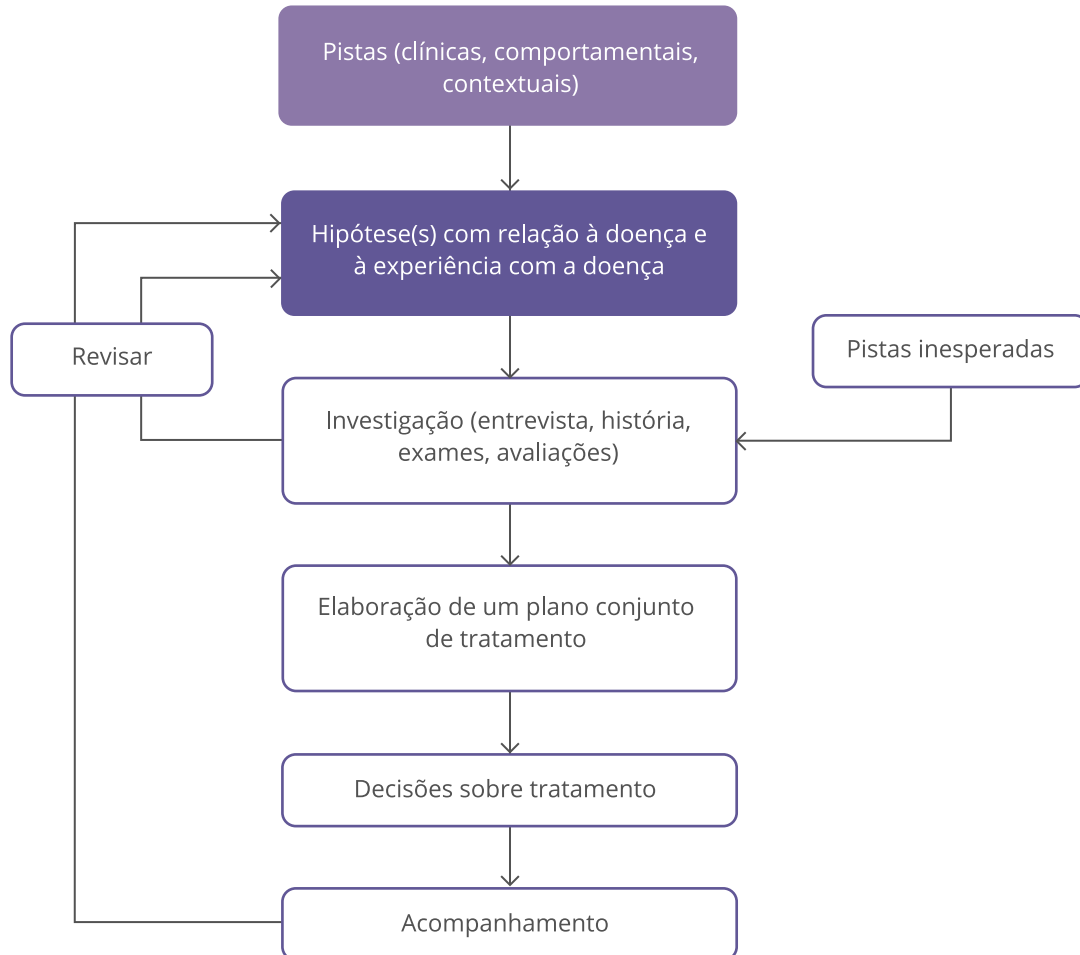 Pistas (clínicas, comportamentais,
contextuais)
Hipótese(s) com relação à doença e
à experiência com a doença
Revisar
Pistas inesperadas
Investigação (entrevista, história,
exames, avaliações)
Elaboração de um plano conjunto
de tratamento
Decisões sobre tratamento
Acompanhamento